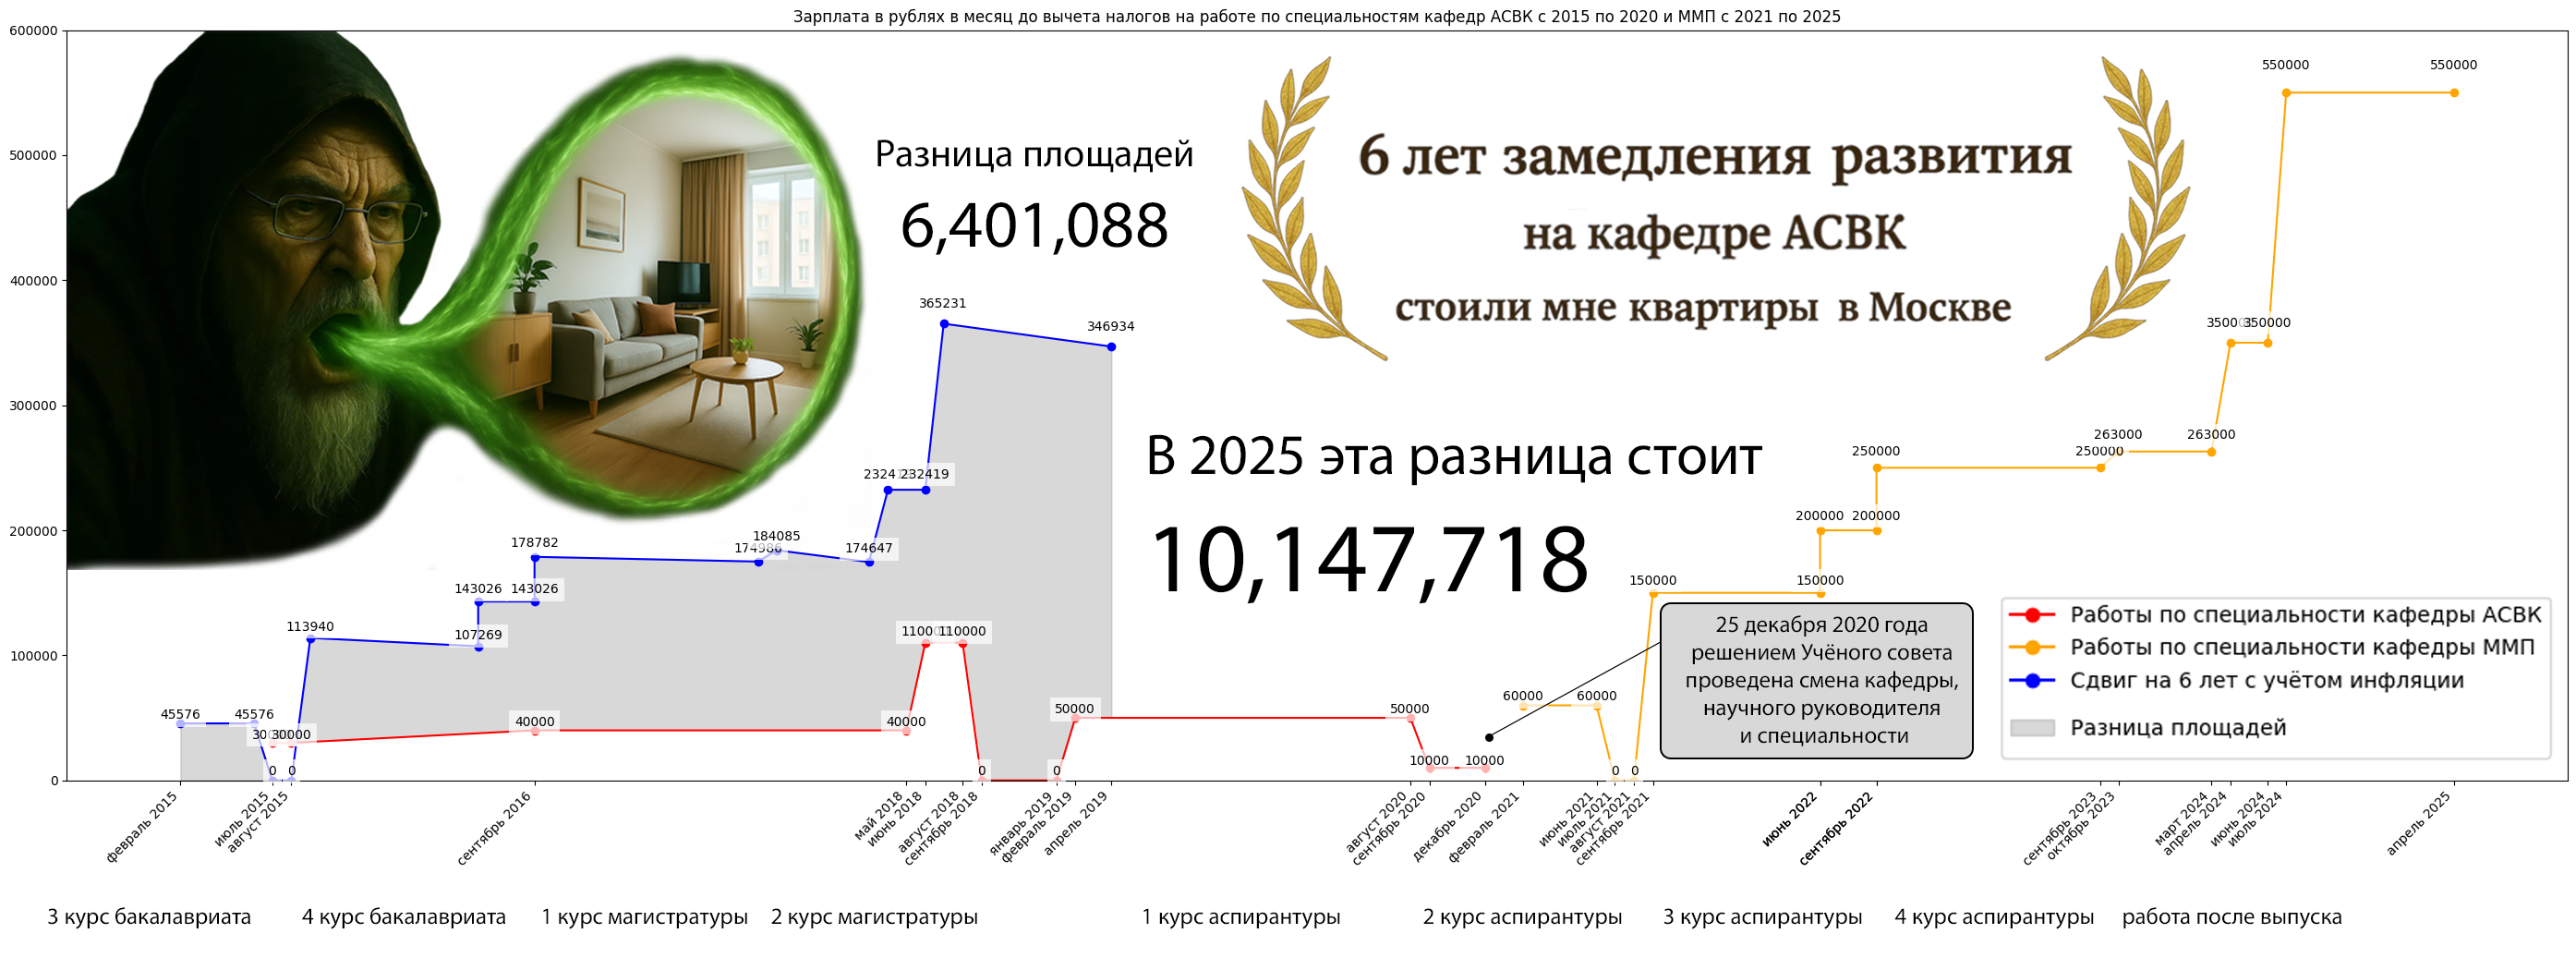 Зарплата в рублях в месяц до вычета налогов на работе по специальностям кафедр АСВК с 2015 по 2020 и ММП с 2021 по 2025
600000
500000
400000
300000
200000
100000
0
Разница площадей
6,401,088
6 лет замедления развития
на кафедре АСВК
стоили мне квартиры в Москве
В 2025 эта разница стоит
10,147,718
45576
45576
0
0
113940
107269
143026
143026
178782
174986
184085
174647
232419
232419
365231
346934
30000
30000
40000
40000
110000
110000
0
0
50000
50000
10000
10000
60000
60000
0
0
150000
150000
200000
200000
250000
250000
263000
263000
350000
350000
550000
550000
25 декабря 2020 года
решением Учёного совета
проведена смена кафедры,
научного руководителя
и специальности
Работы по специальности кафедры АСВК
Работы по специальности кафедры ММП
Сдвиг на 6 лет с учётом инфляции
Разница площадей
февраль 2015
июль 2015
август 2015
сентябрь 2016
май 2018
июнь 2018
август 2018
сентябрь 2018
январь 2019
февраль 2019
апрель 2019
август 2020
сентябрь 2020
декабрь 2020
февраль 2021
июнь 2021
июль 2021
август 2021
сентябрь 2021
июнь 2022
сентябрь 2022
сентябрь 2023
октябрь 2023
март 2024
апрель 2024
июнь 2024
июль 2024
апрель 2025
3 курс бакалавриата
4 курс бакалавриата
1 курс магистратуры
2 курс магистратуры
1 курс аспирантуры
2 курс аспирантуры
3 курс аспирантуры
4 курс аспирантуры
работа после выпуска